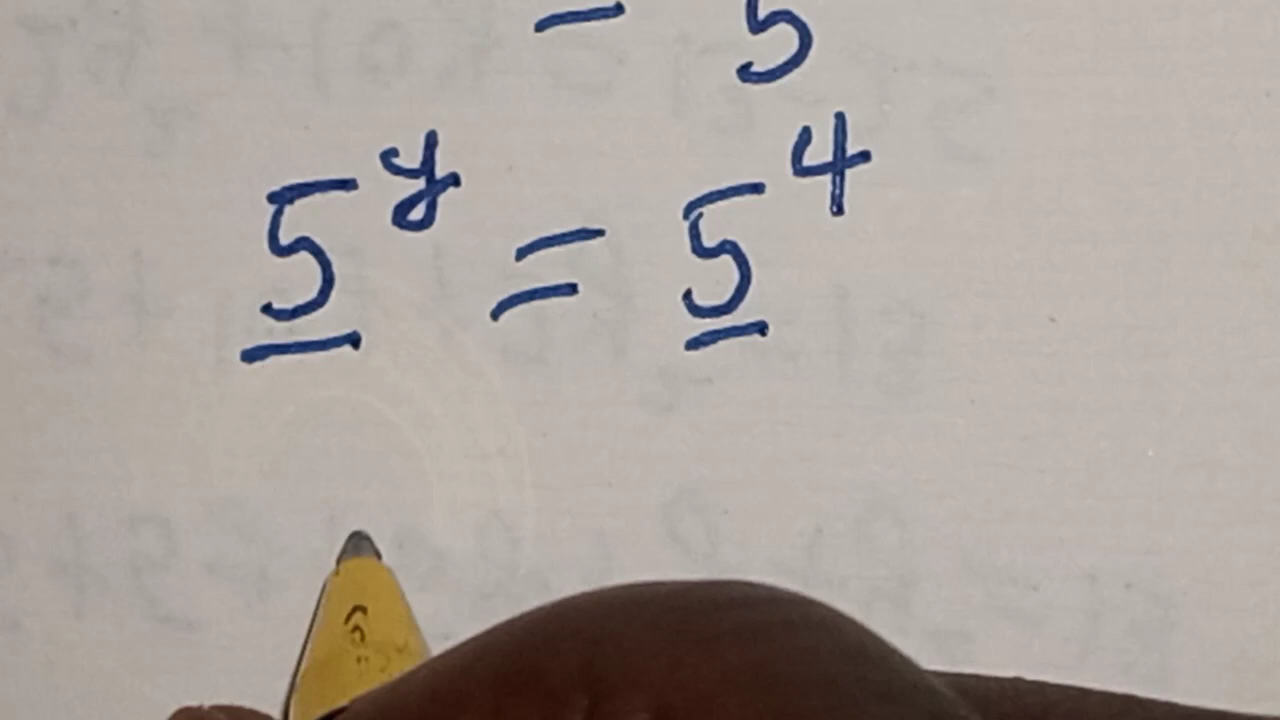 = 5
5^y = 5^4